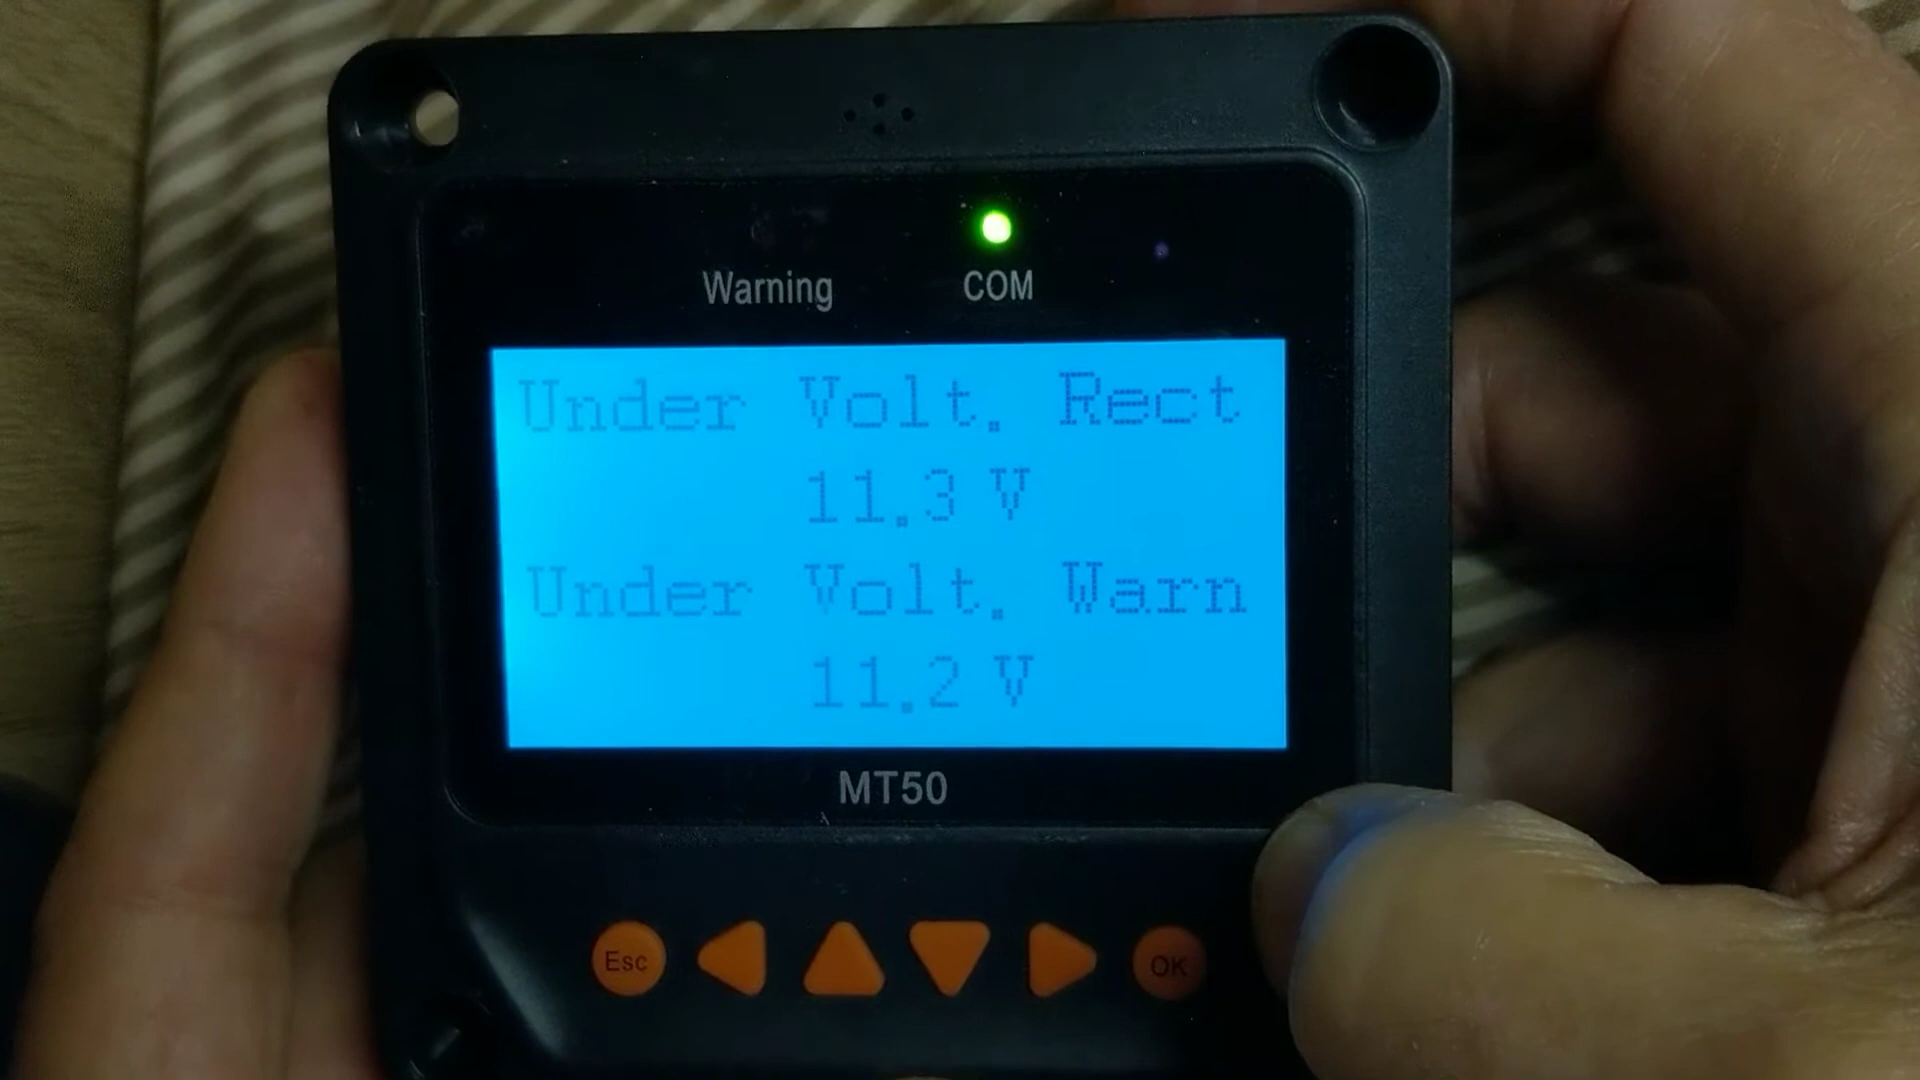 Warning COM
Under Volt. Rect
11.3 V
Under Volt. Warn
11.2 V
MT50
Esc OK